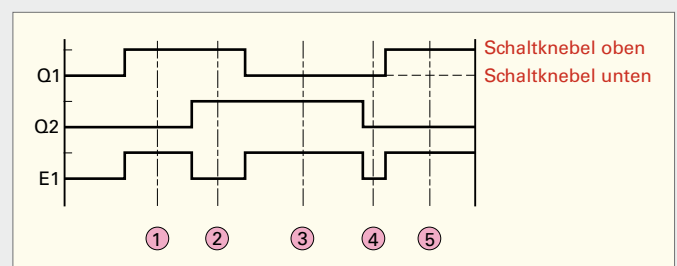 Schaltknebel oben
Q1
Schaltknebel unten
Q2
E1
1 2 3 4 5